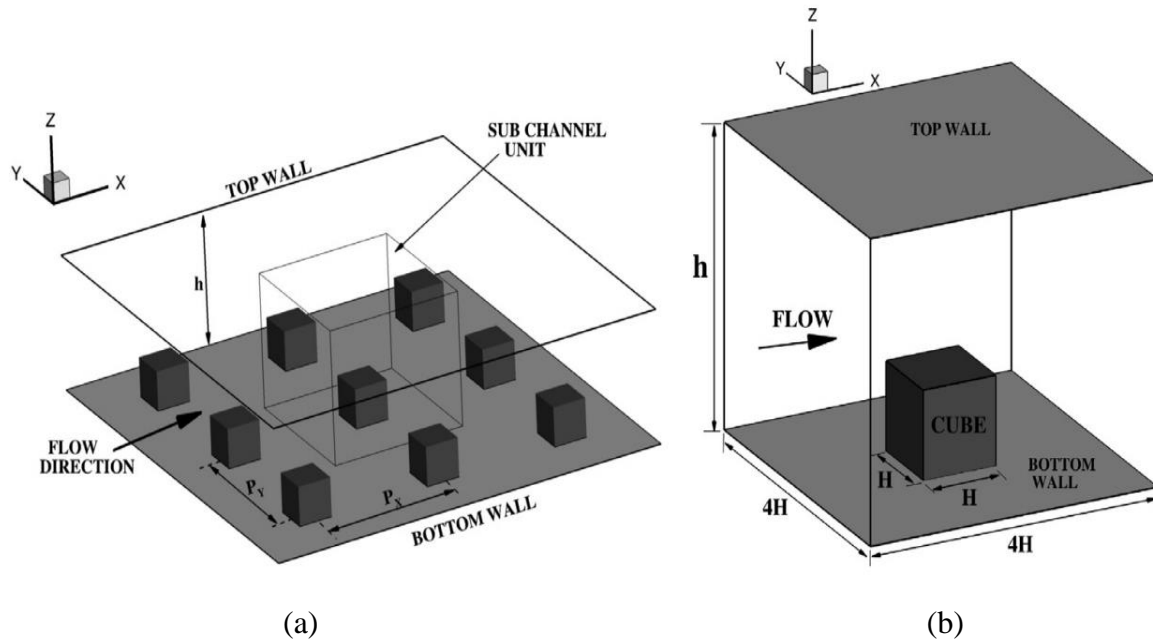 Z
Y
X
SUB CHANNEL
UNIT
TOP WALL
h
FLOW
DIRECTION
P_Y
P_X
BOTTOM WALL
(a)
Z
Y
X
TOP WALL
h
FLOW
CUBE
H
H
BOTTOM
WALL
4H
4H
(b)